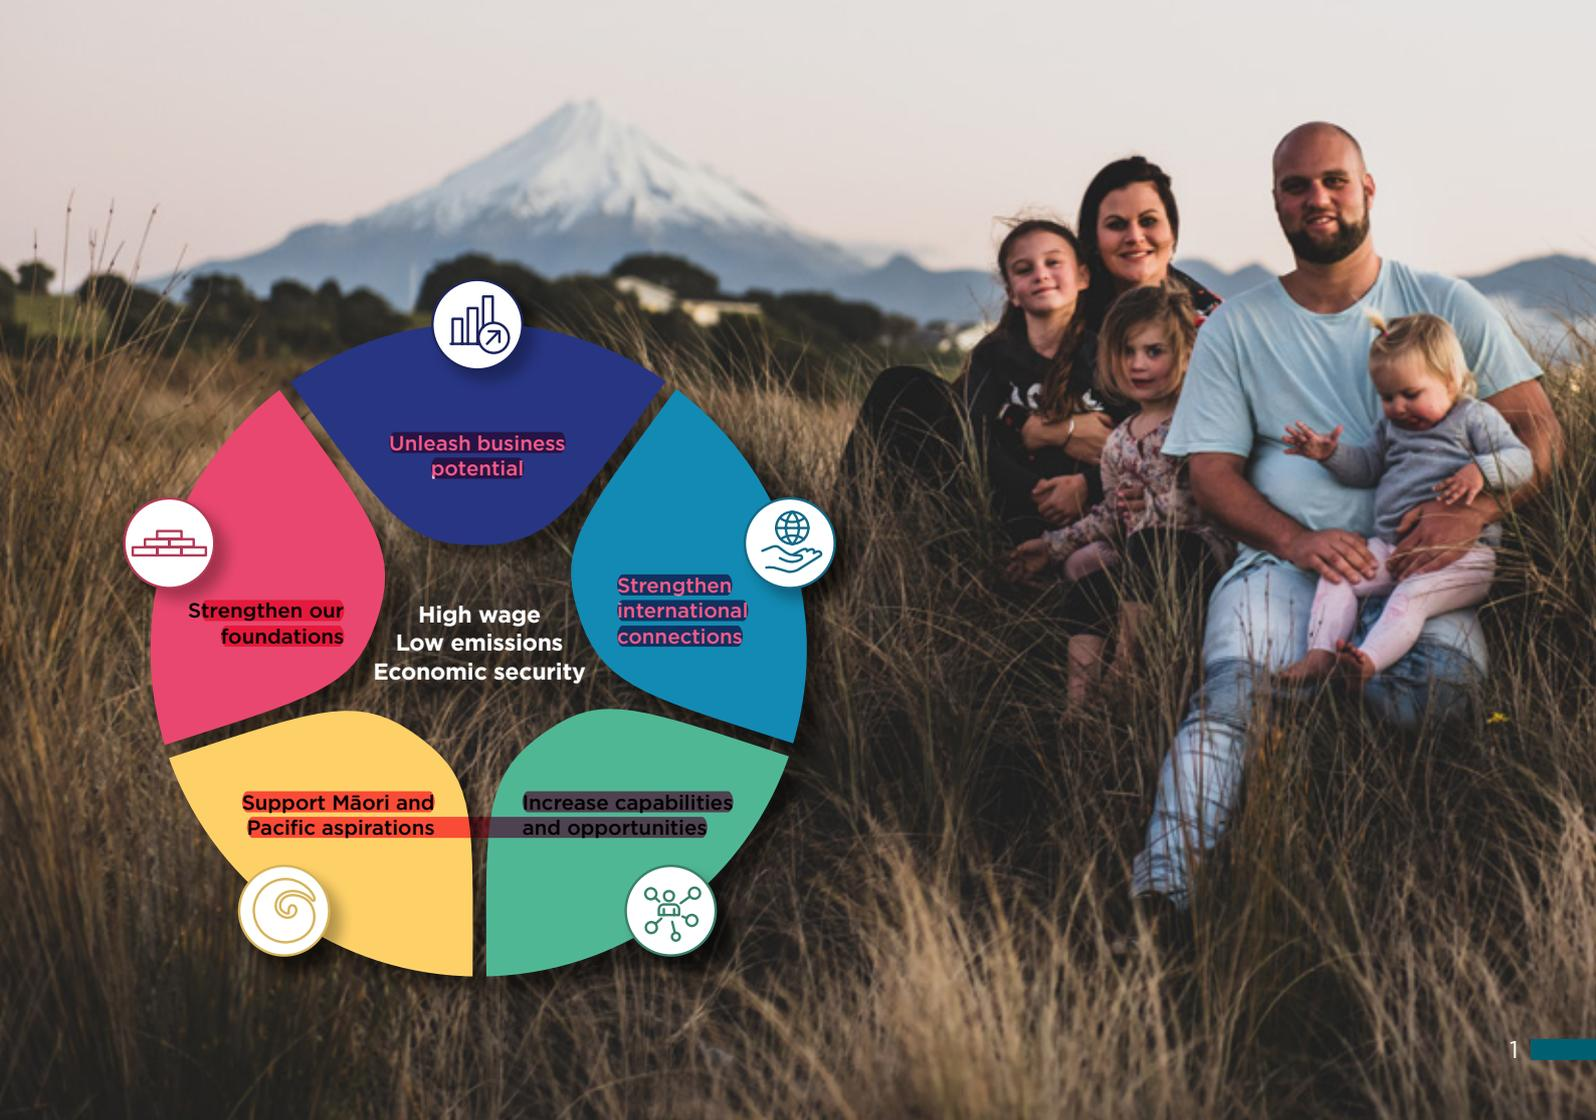 Unleash business
potential
Strengthen
international
connections
Strengthen our
foundations
High wage
Low emissions
Economic security
Support Māori and
Pacific aspirations
Increase capabilities
and opportunities
1